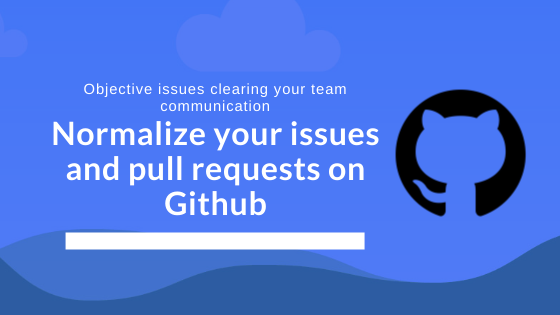 Objective issues clearing your team
communication
Normalize your issues
and pull requests on
Github